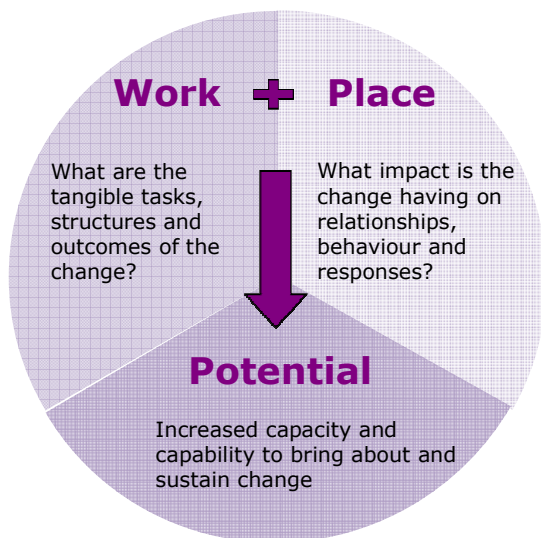 Work + Place
What are the
tangible tasks,
structures and
outcomes of the
change?
What impact is the
change having on
relationships,
behaviour and
responses?
Potential
Increased capacity and
capability to bring about and
sustain change